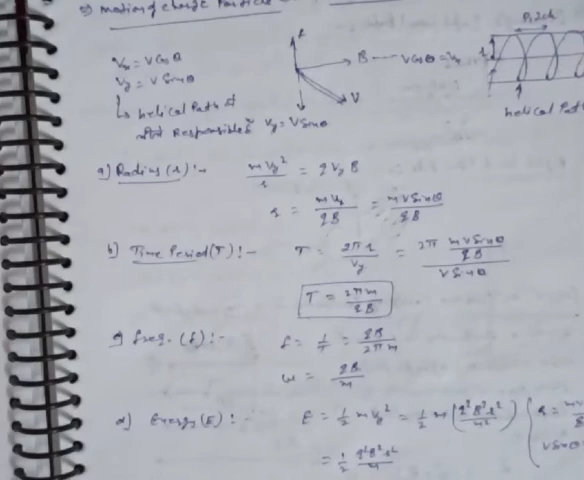 Motion of charge Particle
Pitch
Vx = V Cos θ
Vy = V Sin θ
B
V Cos θ = Vx
V
helical Path
Responsible
Vy = V Sin θ
helical Pat
a) Radius (r) :-
m Vy² / r = q Vy B
r = m Vy / qB = m V Sin θ / qB
b) Time Period (T) :-
T = 2π r / Vy = 2π (m V Sin θ / qB) / V Sin θ
T = 2π m / qB
c) freq. (f) :-
f = 1/T = qB / 2π m
ω = qB / m
d) Energy (E) :-
E = 1/2 m Vy² = 1/2 m (q² B² r² / m²)
r = mV
V Sin θ =
= 1/2 q² B² r² / m